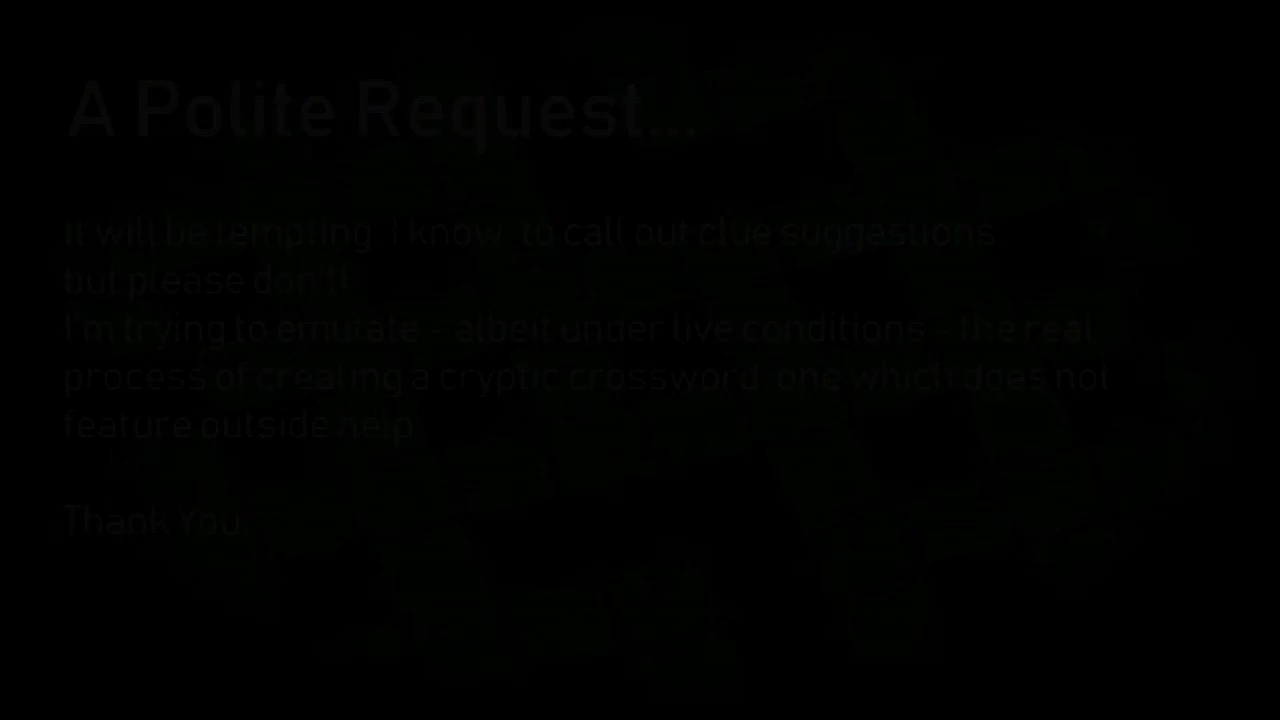 A Polite Request...
It will be tempting, I know, to call out clue suggestions,
but please don't!
I'm trying to emulate - albeit under live conditions - the real
process of creating a cryptic crossword, one which does not
feature outside help.
Thank You.